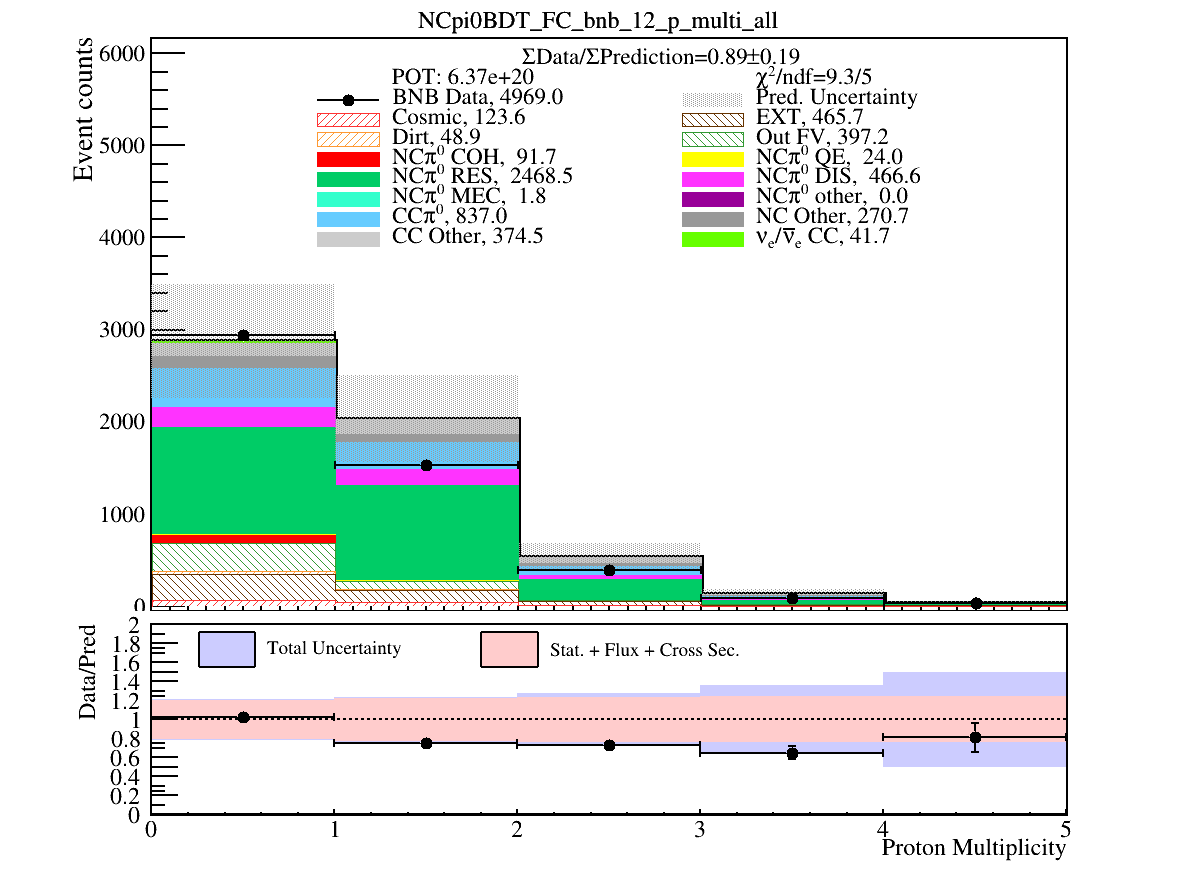 NCpi0BDT_FC_bnb_12_p_multi_all
ΣData/ΣPrediction=0.89±0.19
POT: 6.37e+20
χ²/ndf=9.3/5
BNB Data, 4969.0
Pred. Uncertainty
Cosmic, 123.6
EXT, 465.7
Dirt, 48.9
Out FV, 397.2
NCπ⁰ COH, 91.7
NCπ⁰ QE, 24.0
NCπ⁰ RES, 2468.5
NCπ⁰ DIS, 466.6
NCπ⁰ MEC, 1.8
NCπ⁰ other, 0.0
CCπ⁰, 837.0
NC Other, 270.7
CC Other, 374.5
νₑ/ν̅ₑ CC, 41.7
Event counts
6000
5000
4000
3000
2000
1000
0
Total Uncertainty
Stat. + Flux + Cross Sec.
Data/Pred
2
1.8
1.6
1.4
1.2
1
0.8
0.6
0.4
0.2
0
0 1 2 3 4 5
Proton Multiplicity